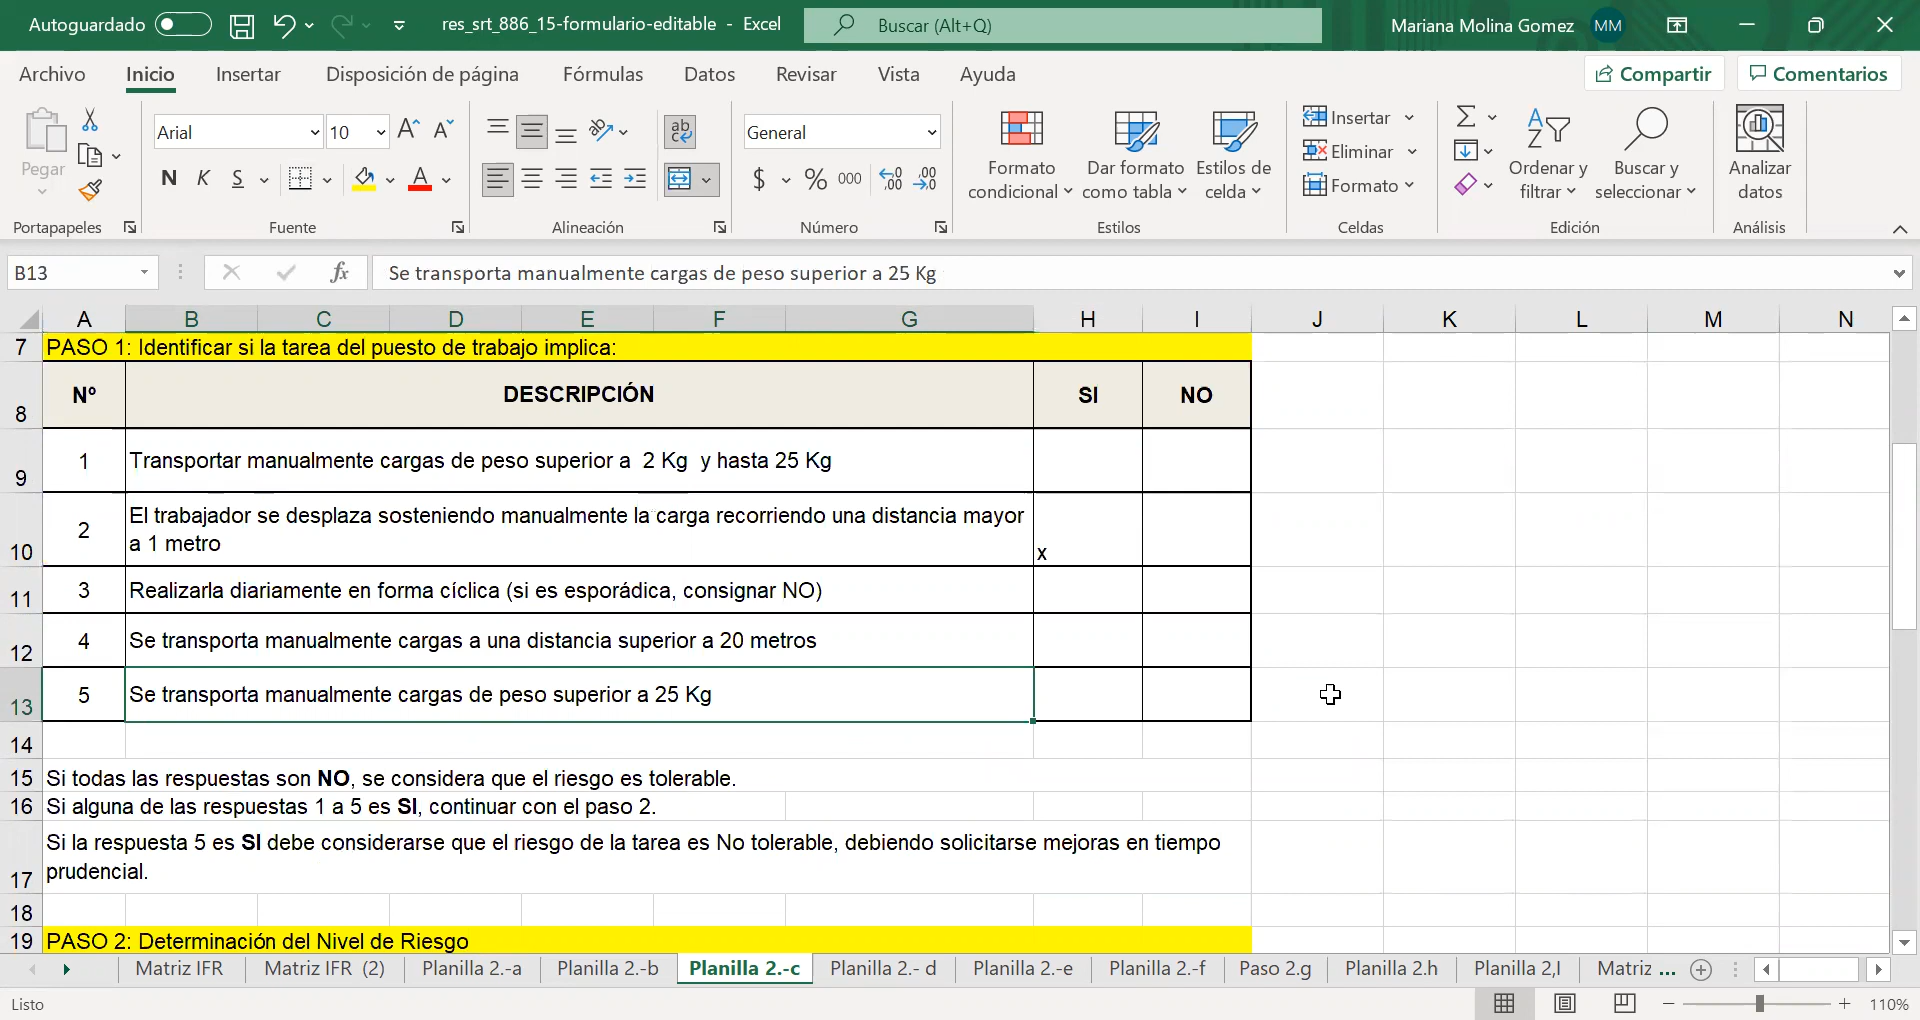 Autoguardado
res_srt_886_15-formulario-editable - Excel
Buscar (Alt+Q)
Mariana Molina Gomez MM
Archivo Inicio Insertar Disposición de página Fórmulas Datos Revisar Vista Ayuda Compartir Comentarios
Pegar
Arial 10
N K S
ab
General
$ % 000
Formato condicional
Dar formato como tabla
Estilos de celda
Insertar
Eliminar
Formato
Ordenar y filtrar
Buscar y seleccionar
Analizar datos
Portapapeles Fuente Alineación Número Estilos Celdas Edición Análisis
B13 fx Se transporta manualmente cargas de peso superior a 25 Kg
A B C D E F G H I J K L M N
7 PASO 1: Identificar si la tarea del puesto de trabajo implica:
8 Nº DESCRIPCIÓN SI NO
9 1 Transportar manualmente cargas de peso superior a 2 Kg y hasta 25 Kg
10 2 El trabajador se desplaza sosteniendo manualmente la carga recorriendo una distancia mayor
a 1 metro x
11 3 Realizarla diariamente en forma cíclica (si es esporádica, consignar NO)
12 4 Se transporta manualmente cargas a una distancia superior a 20 metros
13 5 Se transporta manualmente cargas de peso superior a 25 Kg
14
15 Si todas las respuestas son NO, se considera que el riesgo es tolerable.
16 Si alguna de las respuestas 1 a 5 es SI, continuar con el paso 2.
17 Si la respuesta 5 es SI debe considerarse que el riesgo de la tarea es No tolerable, debiendo solicitarse mejoras en tiempo
prudencial.
18
19 PASO 2: Determinación del Nivel de Riesgo
Matriz IFR Matriz IFR (2) Planilla 2.-a Planilla 2.-b Planilla 2.-c Planilla 2.- d Planilla 2.-e Planilla 2.-f Paso 2.g Planilla 2.h Planilla 2,I Matriz ...
Listo 110%